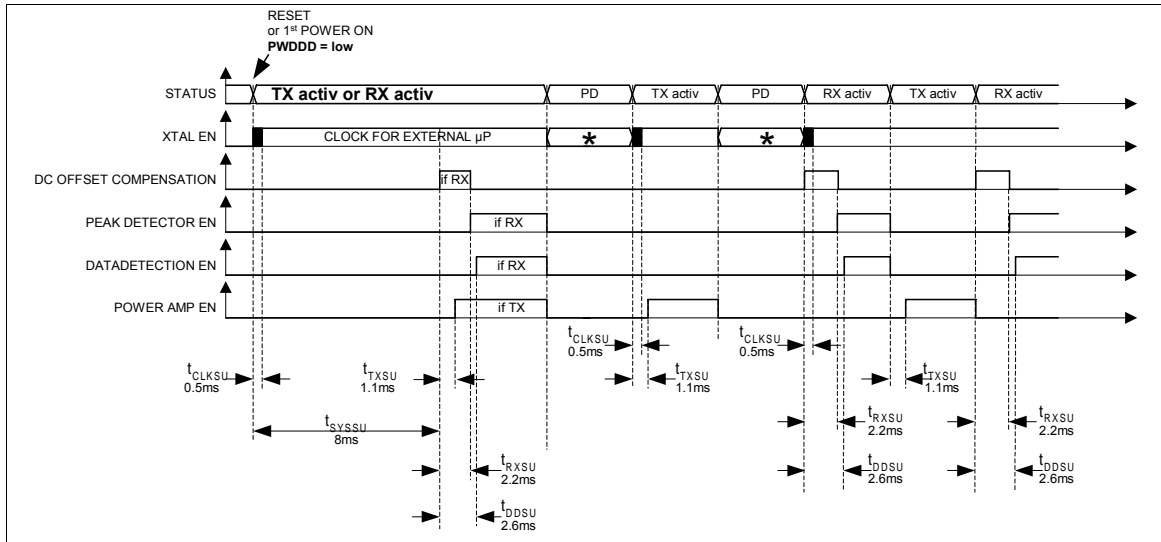 RESET
or 1st POWER ON
PWDDD = low
STATUS
TX activ or RX activ
PD
TX activ
PD
RX activ
TX activ
RX activ
XTAL EN
CLOCK FOR EXTERNAL µP
*
*
DC OFFSET COMPENSATION
if RX
PEAK DETECTOR EN
if RX
DATADETECTION EN
if RX
POWER AMP EN
if TX
tCLKSU
0.5ms
tTXSU
1.1ms
tCLKSU
0.5ms
tTXSU
1.1ms
tCLKSU
0.5ms
tTXSU
1.1ms
tSYSSU
8ms
tRXSU
2.2ms
tRXSU
2.2ms
tRXSU
2.2ms
tDDSU
2.6ms
tDDSU
2.6ms
tDDSU
2.6ms